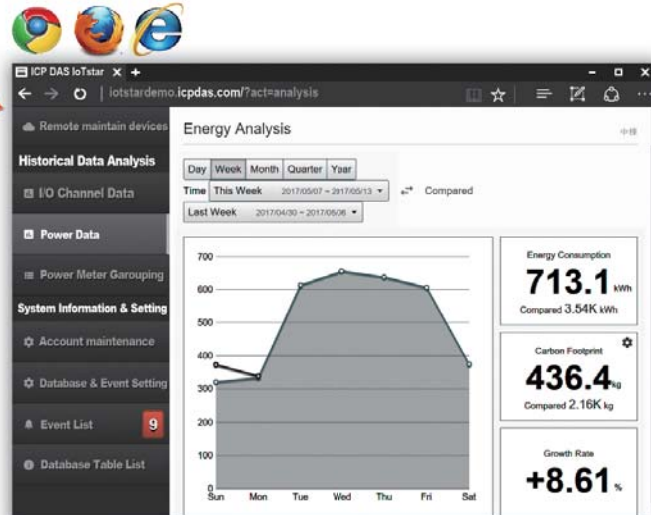 ICP DAS IoTstar
iotstardemo.icpdas.com/?act=analysis
Remote maintain devices
Historical Data Analysis
I/O Channel Data
Power Data
Power Meter Garouping
System Information & Setting
Account maintenance
Database & Event Setting
Event List 9
Database Table List
Energy Analysis
Day Week Month Quarter Year
Time This Week 2017/05/07 ~ 2017/05/13 Compared
Last Week 2017/04/30 ~ 2017/05/06
700
600
500
400
300
200
100
0
Sun Mon Tue Wed Thu Fri Sat
Energy Consumption
713.1 kWh
Compared 3.54K kWh
Carbon Footprint
436.4 kg
Compared 2.16K kg
Growth Rate
+8.61 %